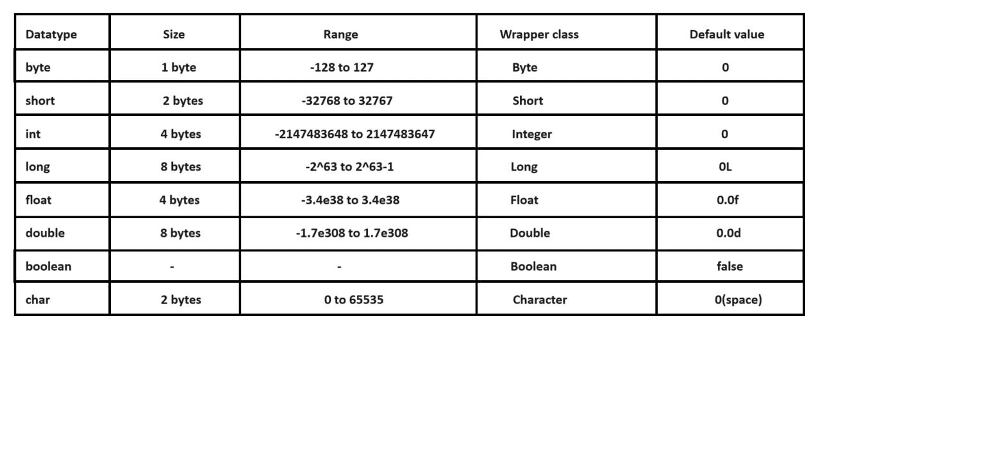 Datatype Size Range Wrapper class Default value
byte 1 byte -128 to 127 Byte 0
short 2 bytes -32768 to 32767 Short 0
int 4 bytes -2147483648 to 2147483647 Integer 0
long 8 bytes -2^63 to 2^63-1 Long 0L
float 4 bytes -3.4e38 to 3.4e38 Float 0.0f
double 8 bytes -1.7e308 to 1.7e308 Double 0.0d
boolean - - Boolean false
char 2 bytes 0 to 65535 Character 0(space)